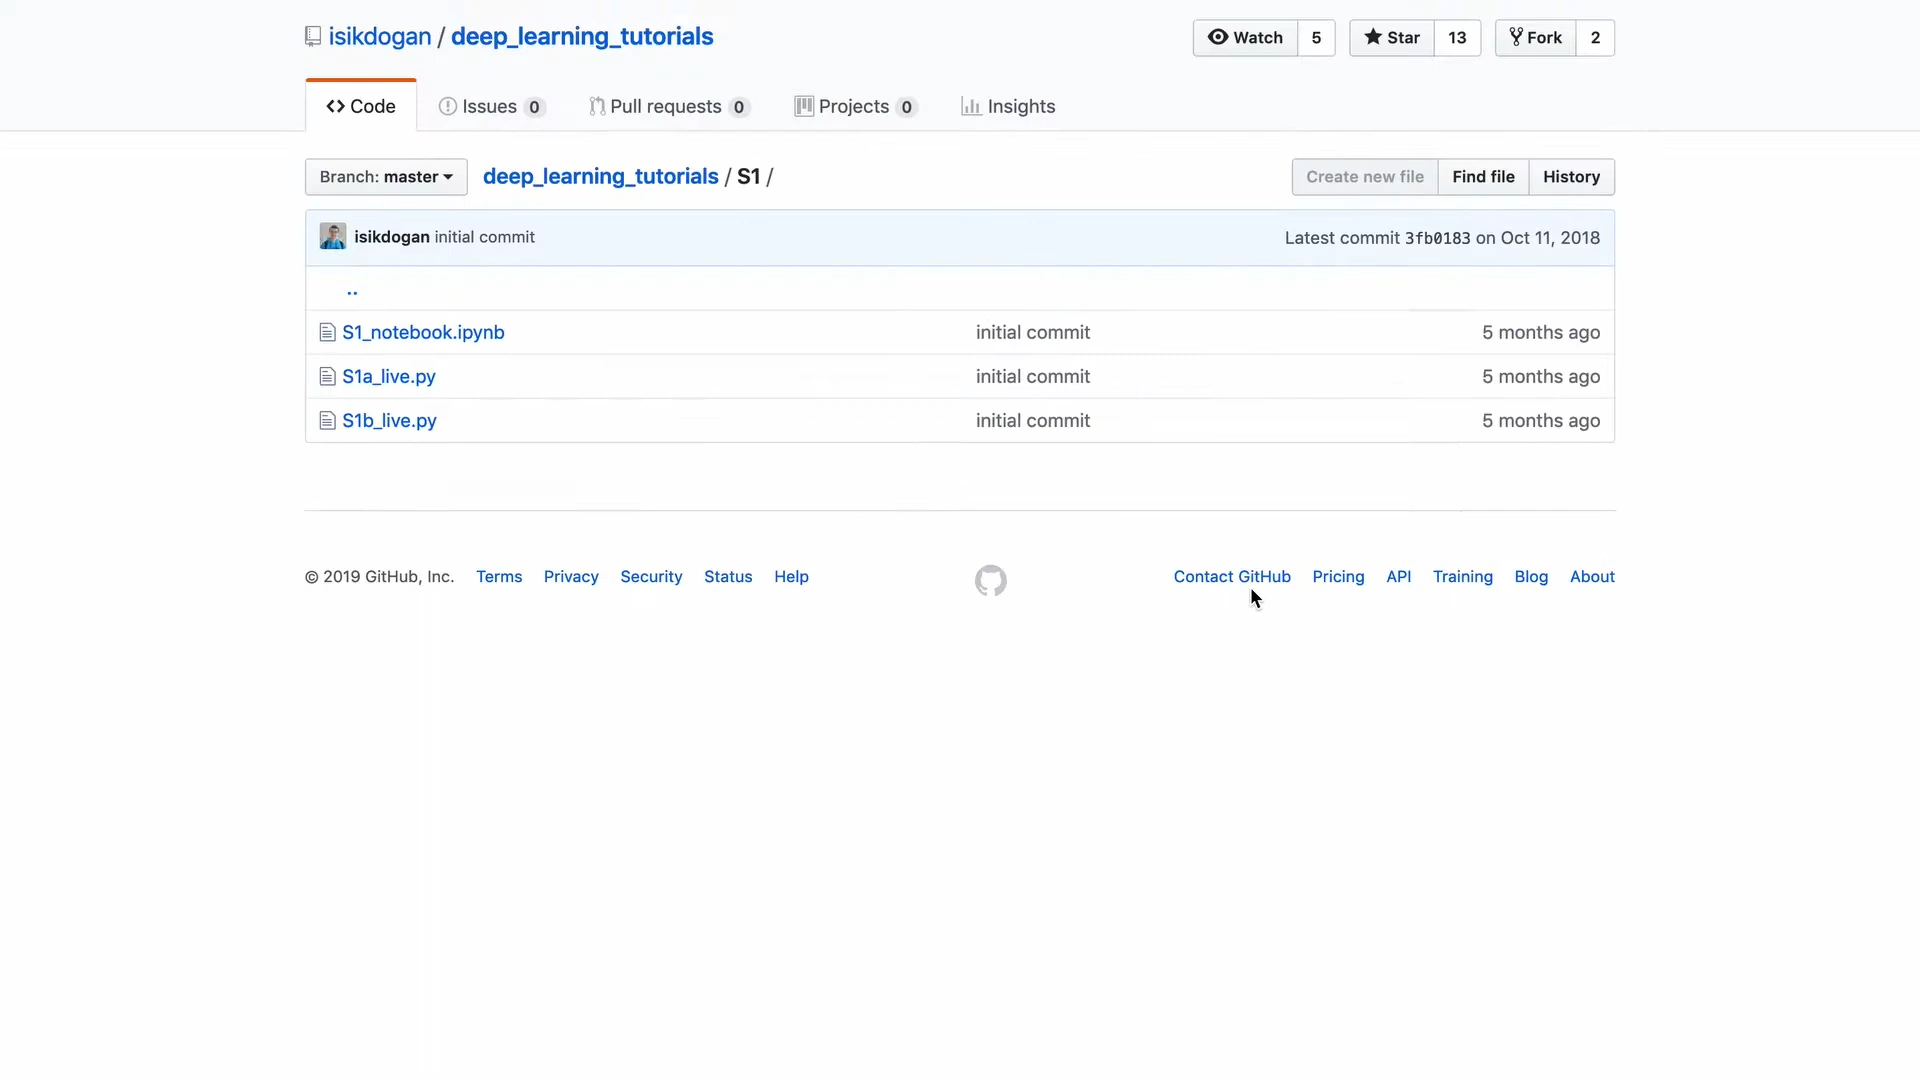 isikdogan / deep_learning_tutorials
Watch 5 Star 13 Fork 2
Code Issues 0 Pull requests 0 Projects 0 Insights
Branch: master deep_learning_tutorials / S1 / Create new file Find file History
isikdogan initial commit Latest commit 3fb0183 on Oct 11, 2018
..
S1_notebook.ipynb initial commit 5 months ago
S1a_live.py initial commit 5 months ago
S1b_live.py initial commit 5 months ago
© 2019 GitHub, Inc. Terms Privacy Security Status Help Contact GitHub Pricing API Training Blog About